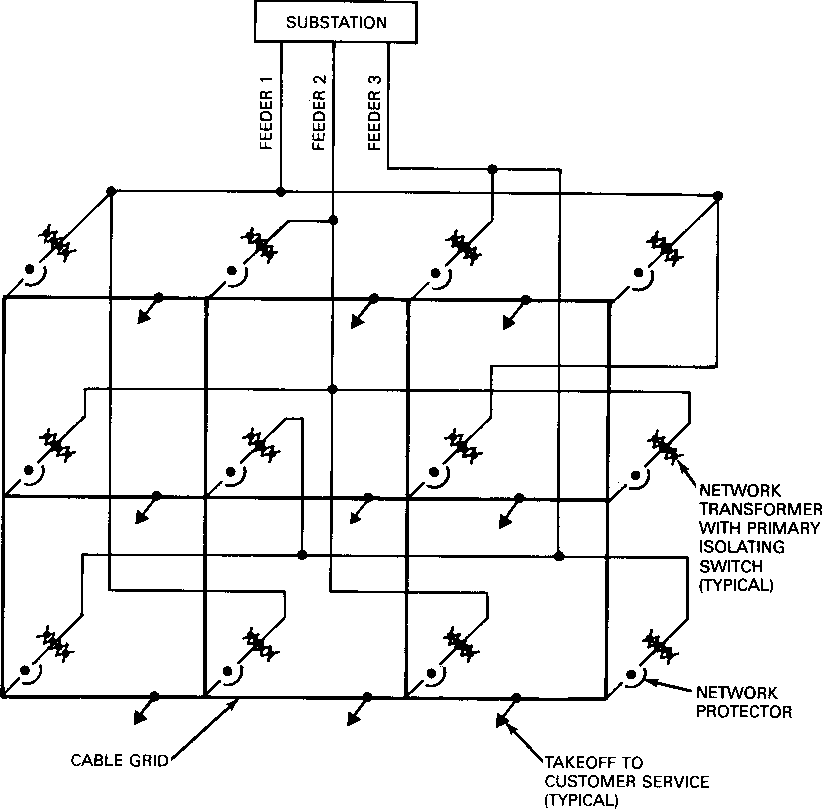 SUBSTATION
FEEDER 1
FEEDER 2
FEEDER 3
NETWORK
TRANSFORMER
WITH PRIMARY
ISOLATING
SWITCH
(TYPICAL)
NETWORK
PROTECTOR
CABLE GRID
TAKEOFF TO
CUSTOMER SERVICE
(TYPICAL)